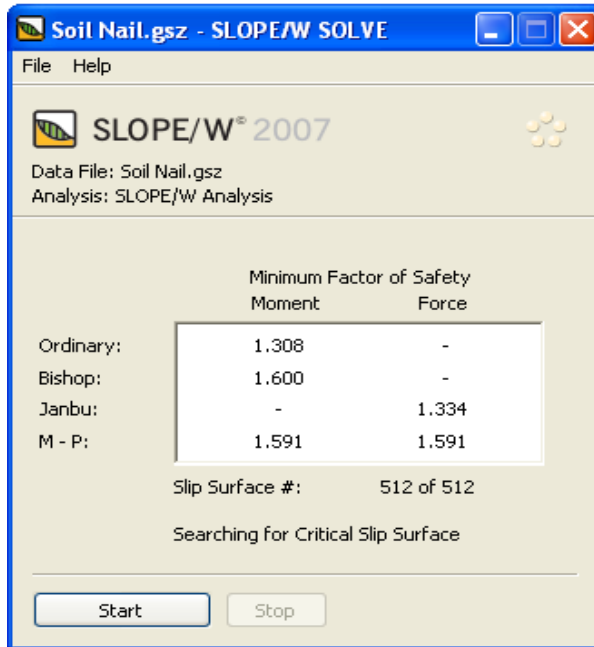 Soil Nail.gsz - SLOPE/W SOLVE
File Help
SLOPE/W® 2007
Data File: Soil Nail.gsz
Analysis: SLOPE/W Analysis
Minimum Factor of Safety
Moment Force
Ordinary: 1.308 -
Bishop: 1.600 -
Janbu: - 1.334
M - P: 1.591 1.591
Slip Surface #: 512 of 512
Searching for Critical Slip Surface
Start Stop